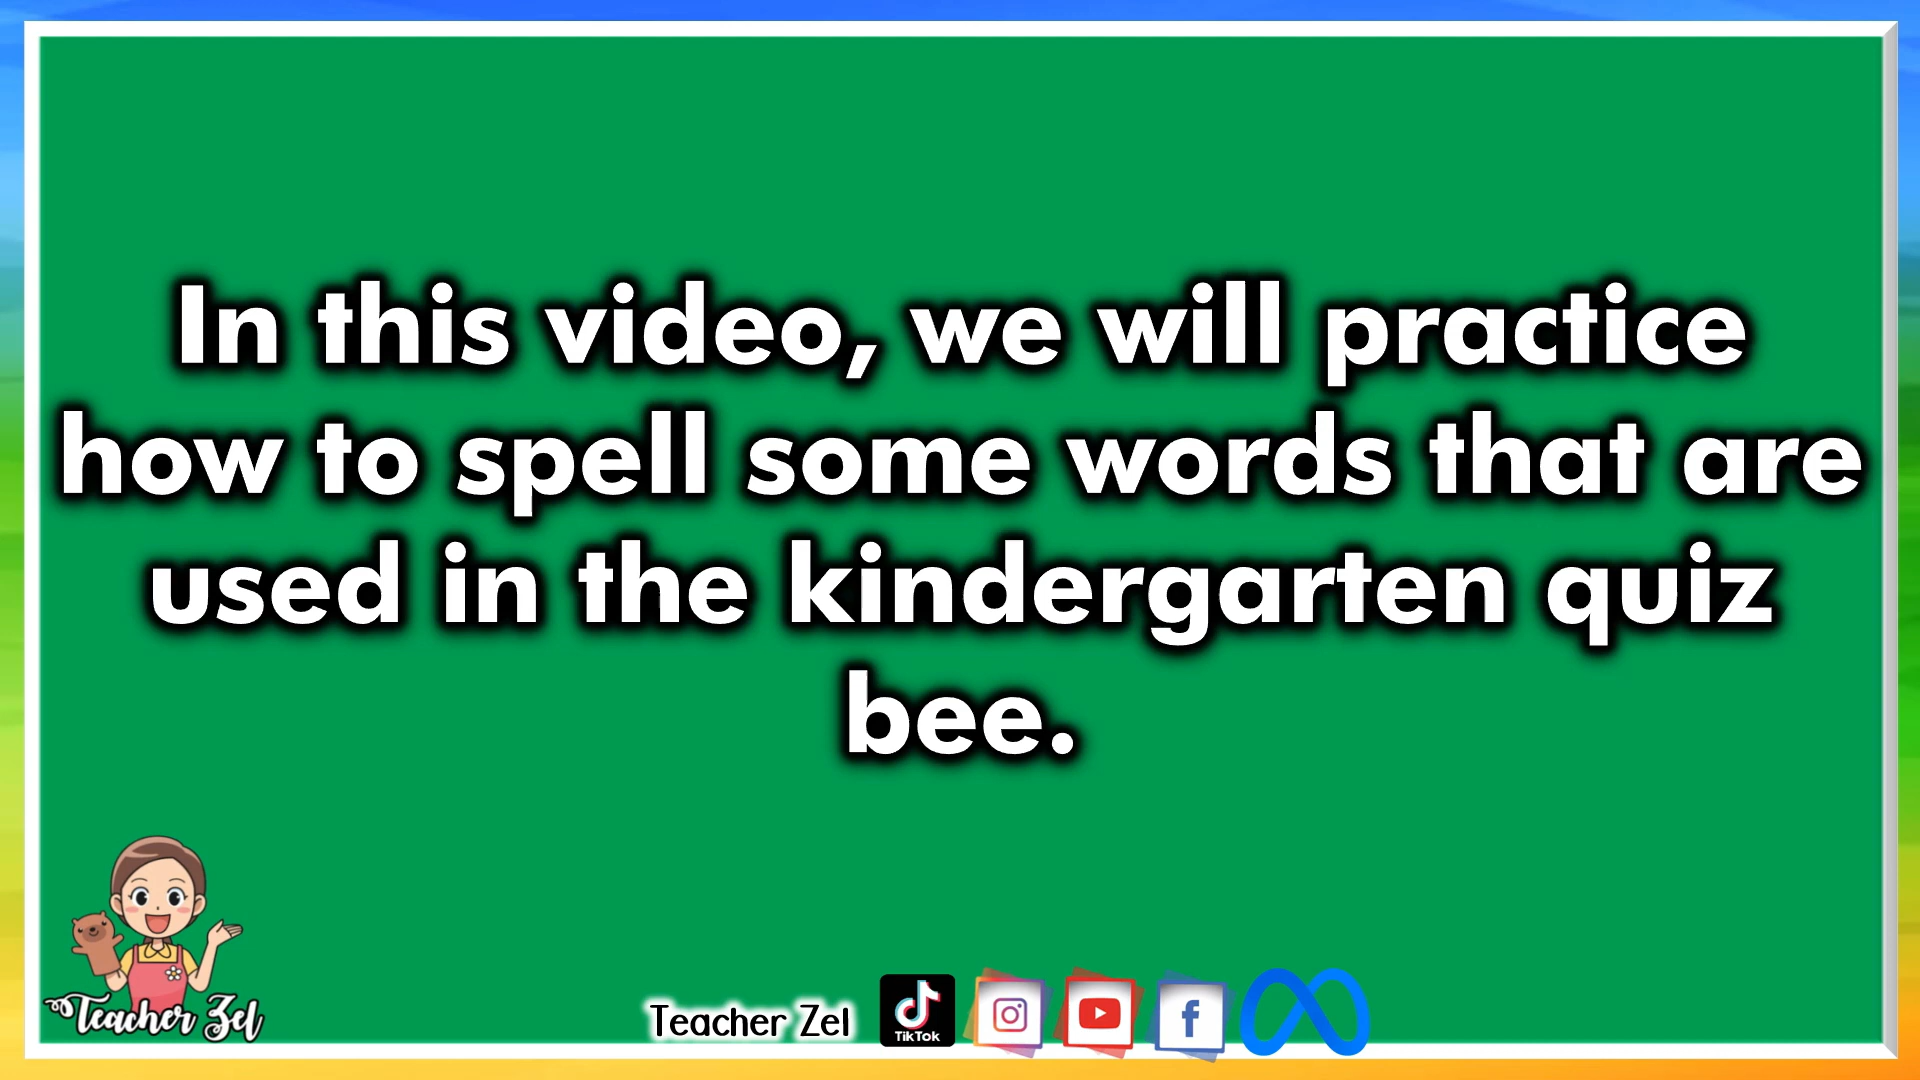 In this video, we will practice
how to spell some words that are
used in the kindergarten quiz
bee.
Teacher Zel
Teacher Zel
TikTok
f